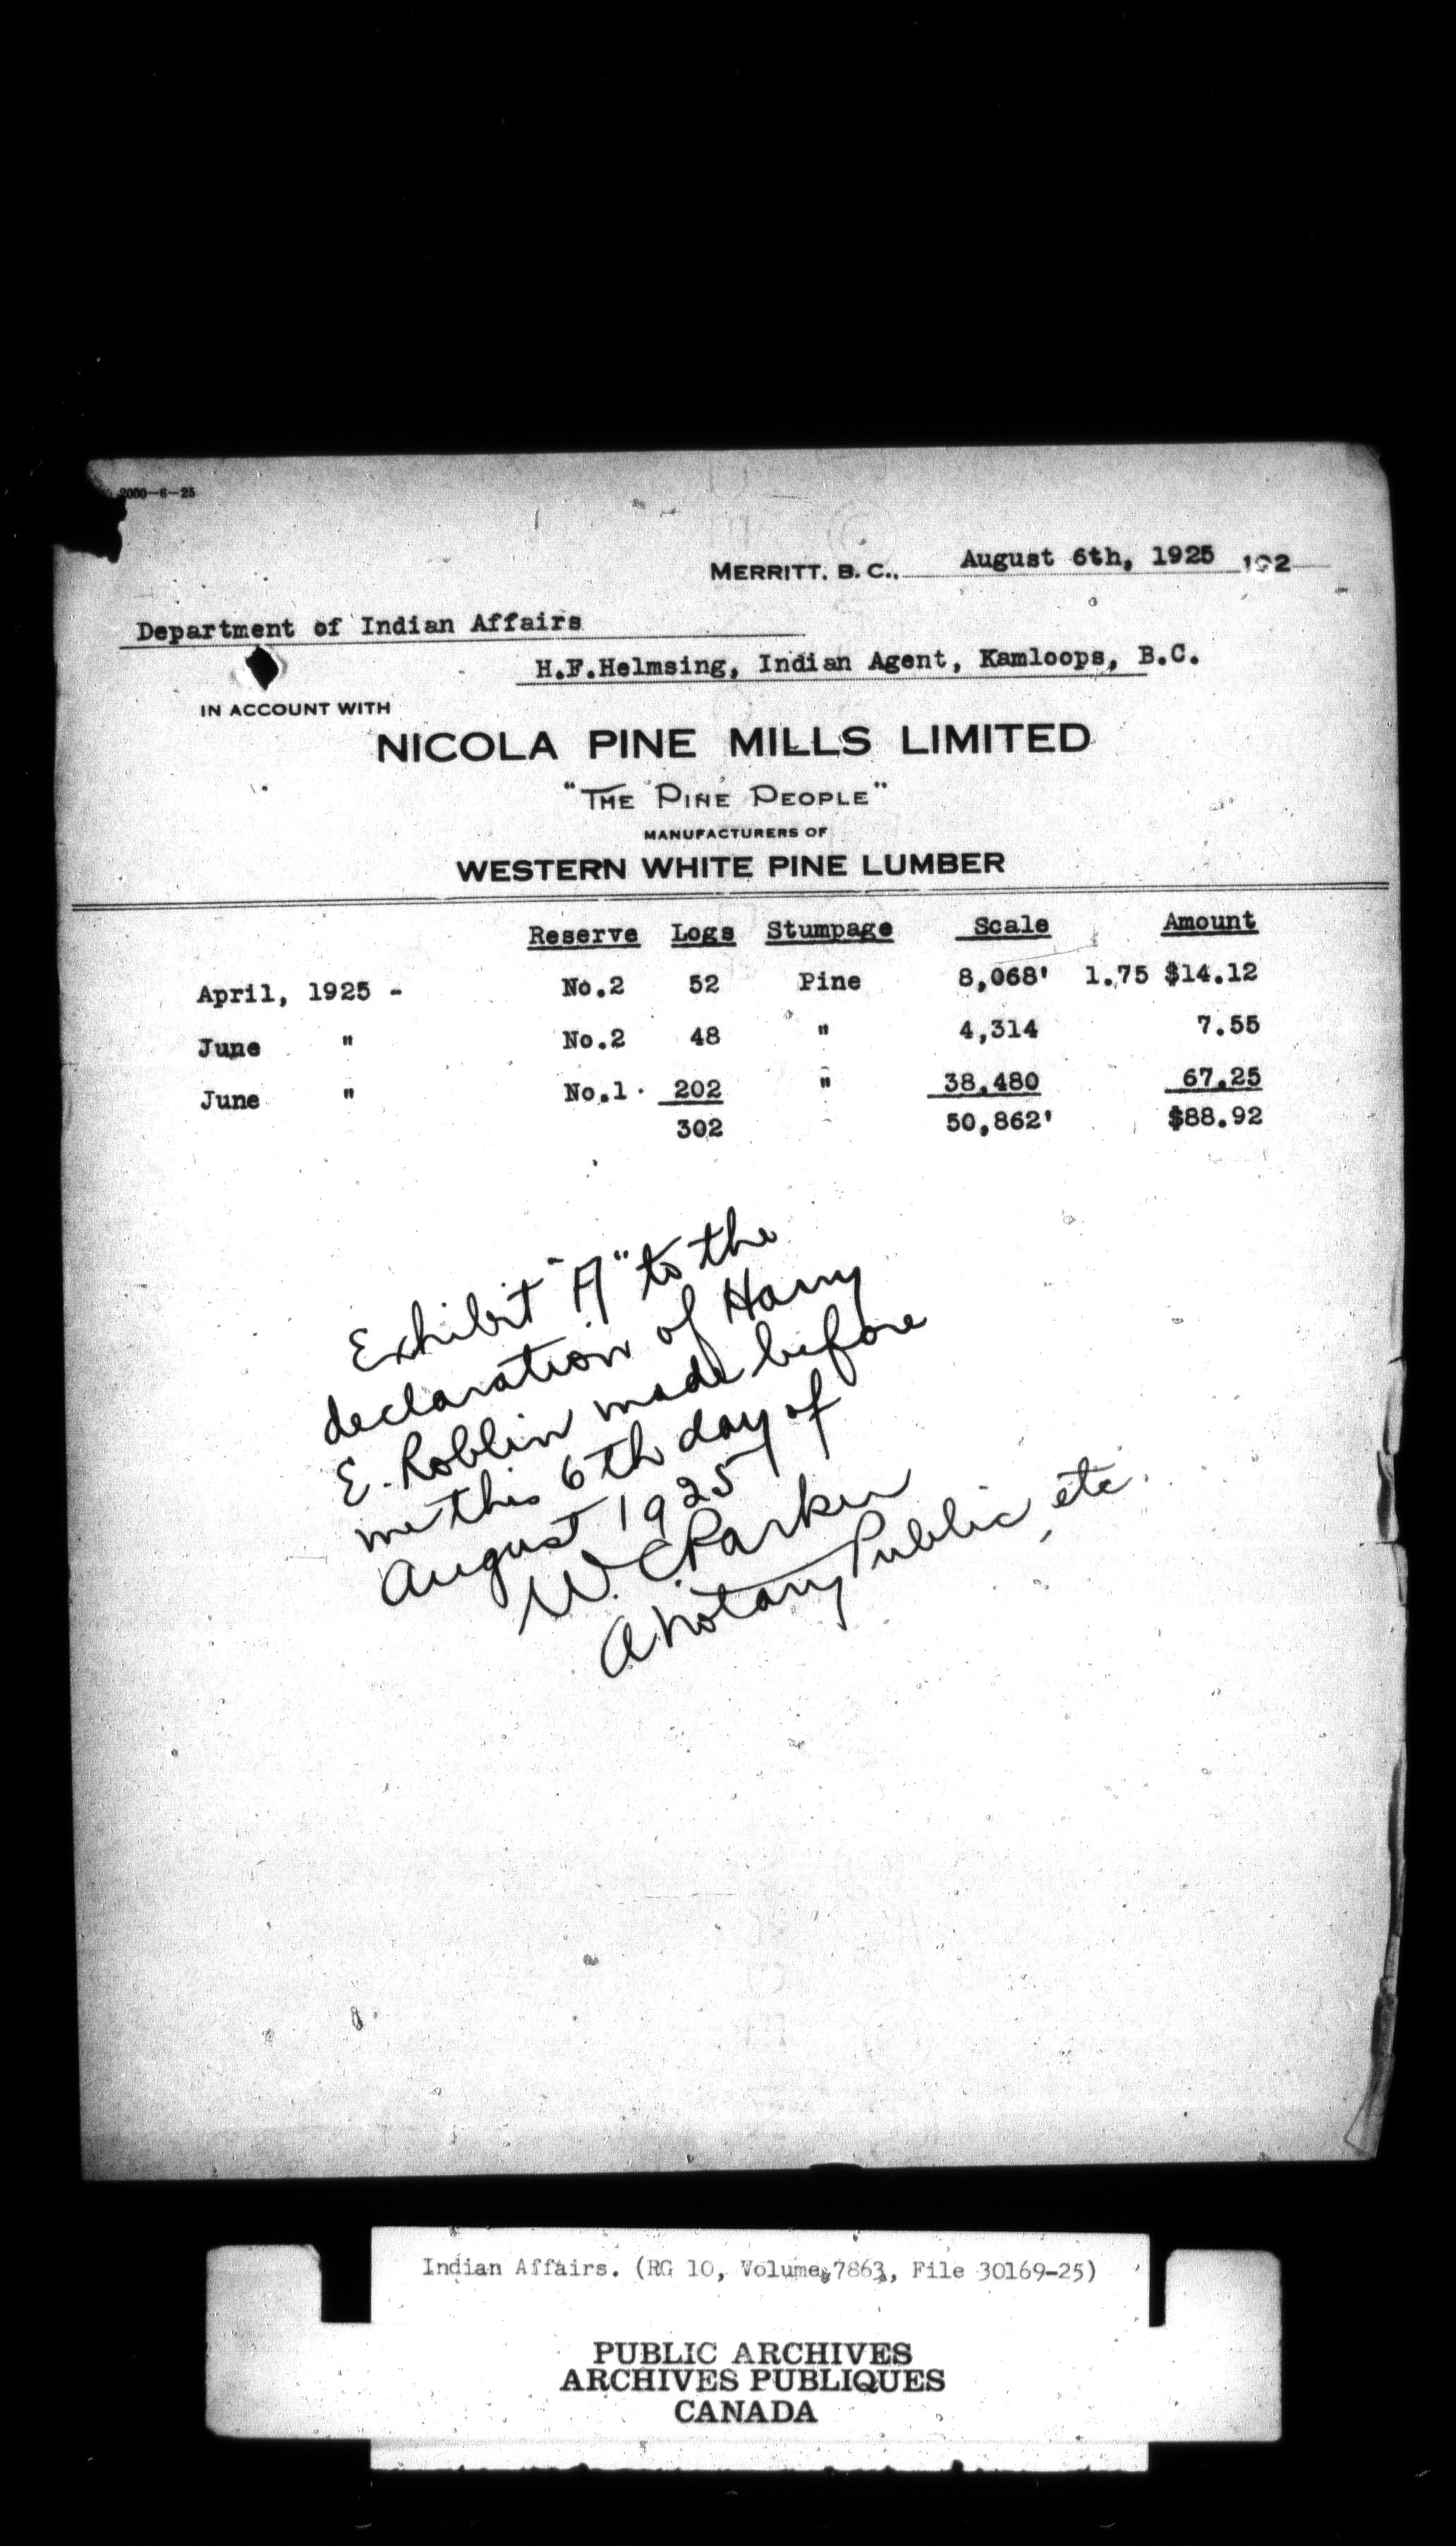 2000-6-25
MERRITT, B. C., August 6th, 1925 192
Department of Indian Affairs
H.F.Helmsing, Indian Agent, Kamloops, B.C.
IN ACCOUNT WITH
NICOLA PINE MILLS LIMITED
"THE PINE PEOPLE"
MANUFACTURERS OF
WESTERN WHITE PINE LUMBER
Reserve Logs Stumpage Scale Amount
April, 1925 - No.2 52 Pine 8,068' 1.75 $14.12
June " No.2 48 " 4,314 7.55
June " No.1 202 " 38,480 67.25
302 50,862' $88.92
Exhibit "A" to the
declaration of Harry
E. Roblin made before
me this 6th day of
August 1925
W. C. Parker
A Notary Public, etc.
Indian Affairs. (RG 10, Volume 7863, File 30169-25)
PUBLIC ARCHIVES
ARCHIVES PUBLIQUES
CANADA